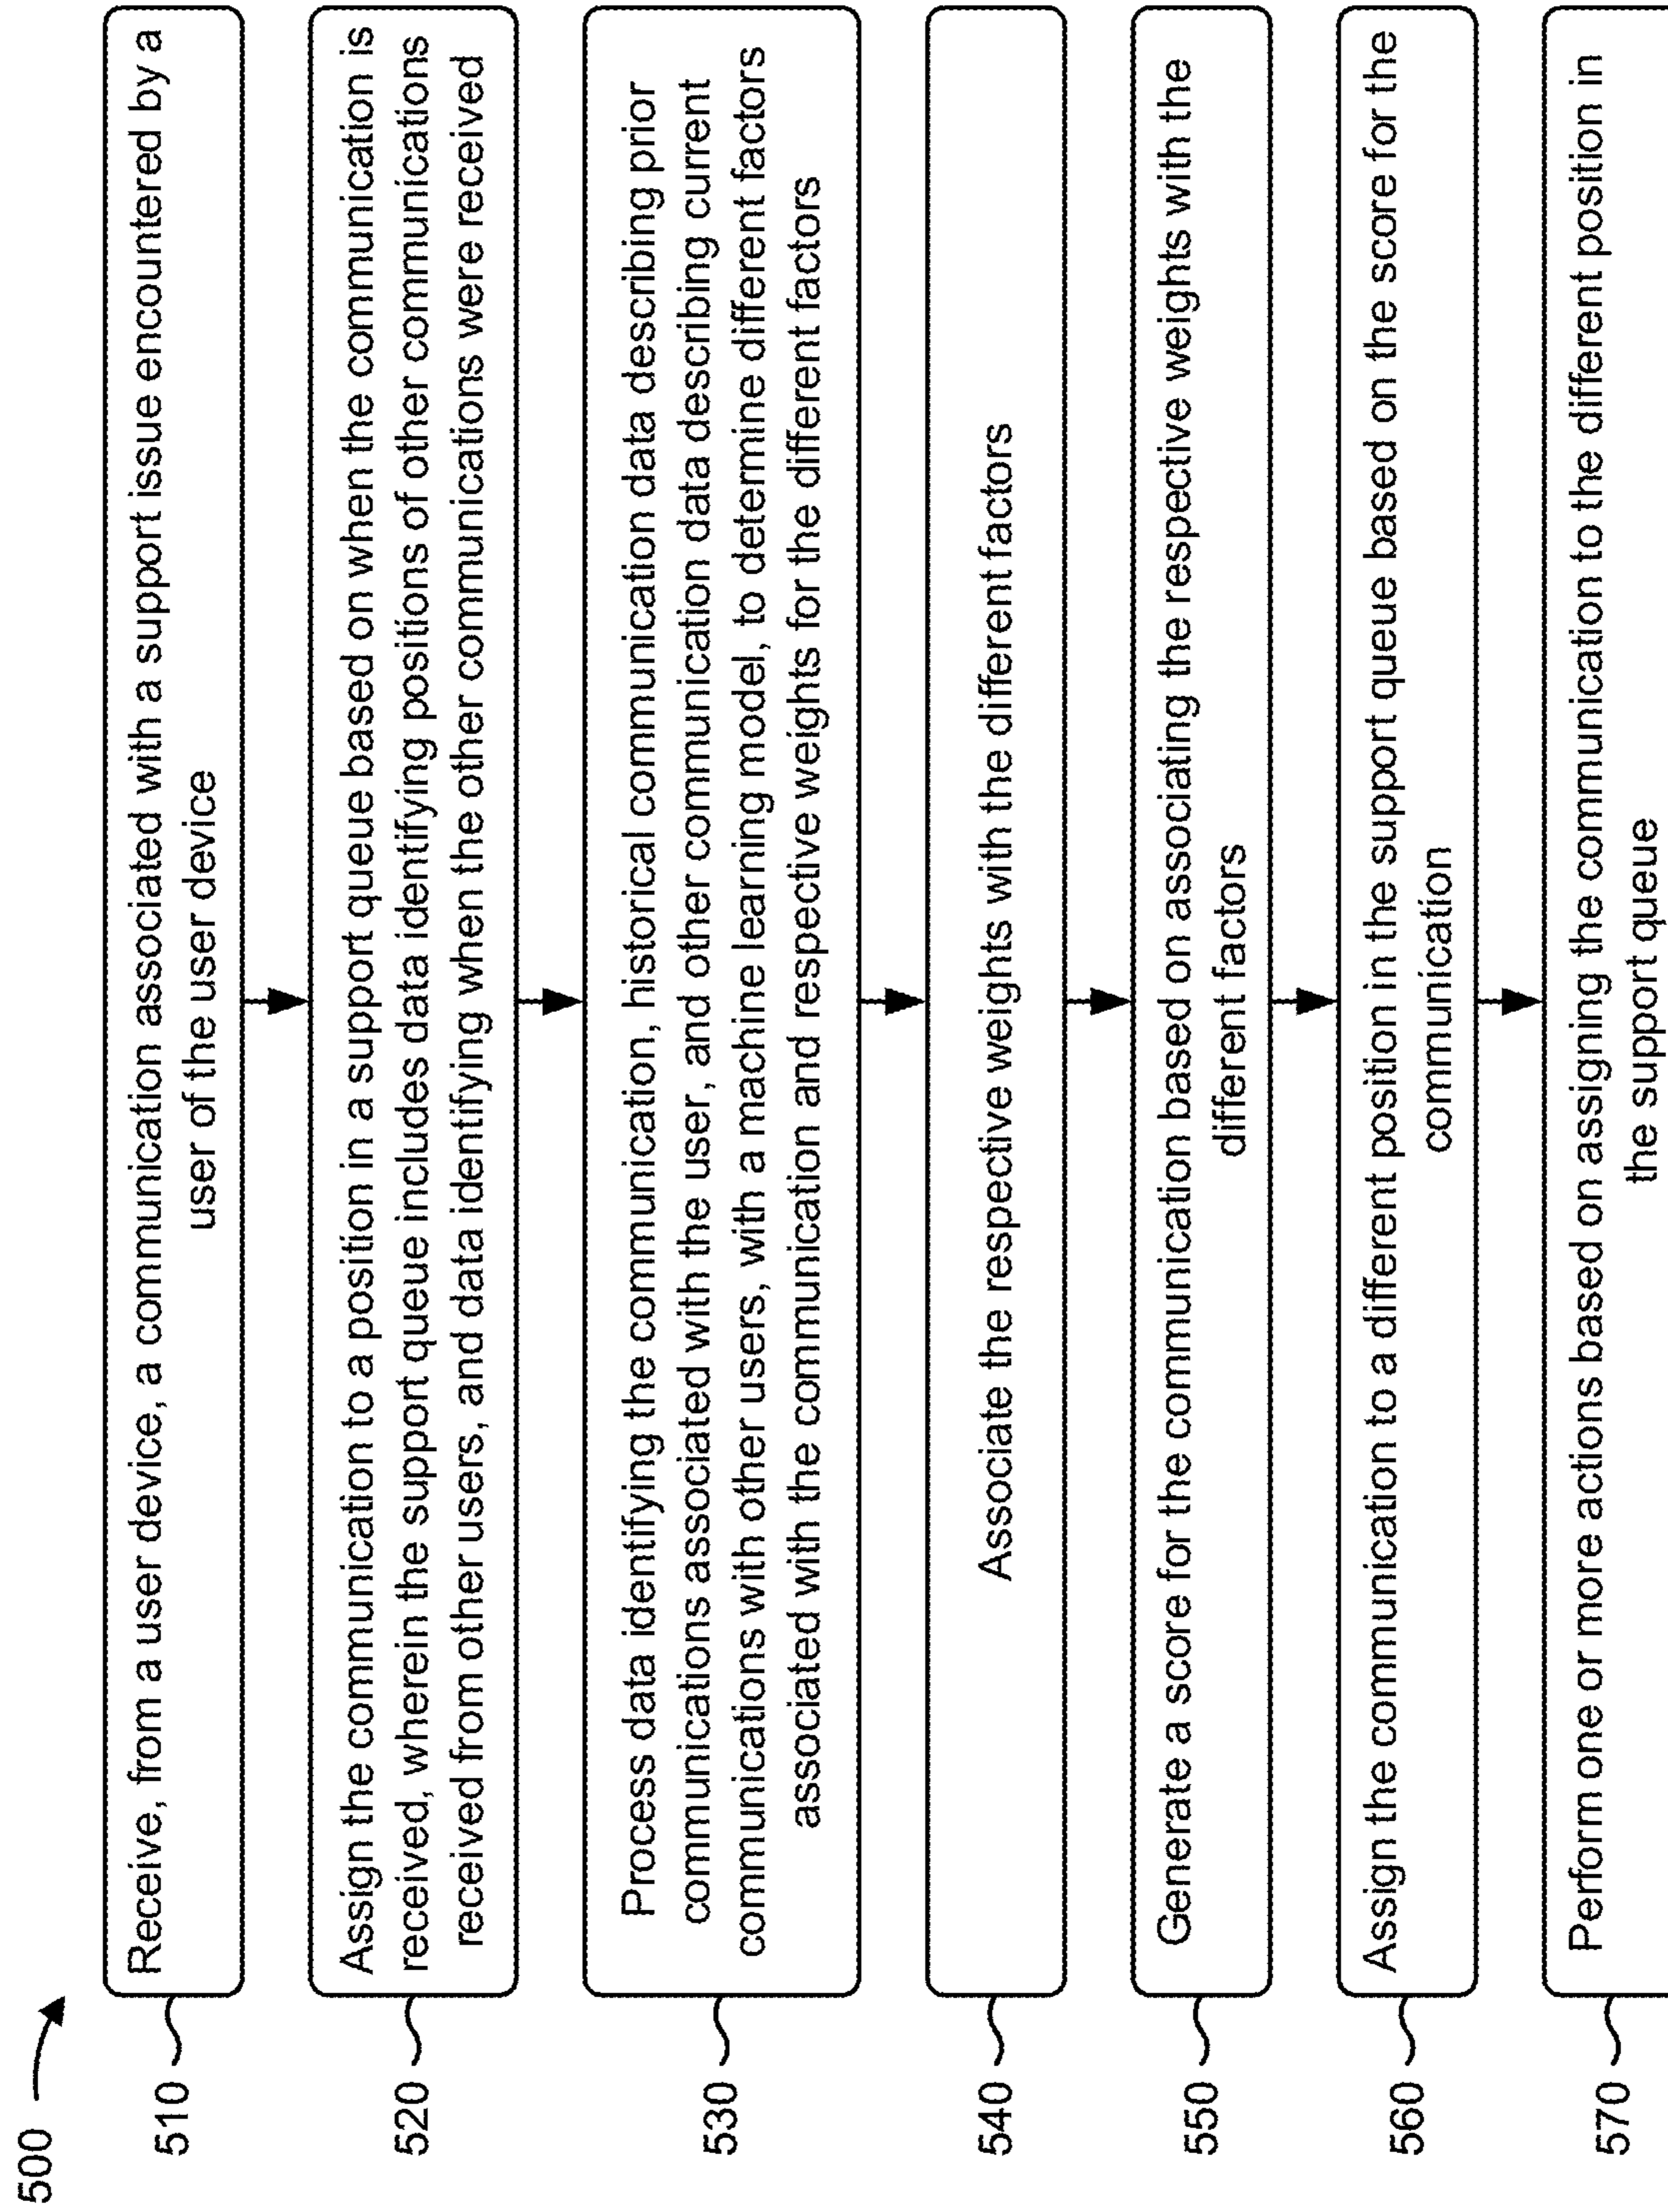 500
510
Receive, from a user device, a communication associated with a support issue encountered by a
user of the user device
520
Assign the communication to a position in a support queue based on when the communication is
received, wherein the support queue includes data identifying positions of other communications
received from other users, and data identifying when the other communications were received
530
Process data identifying the communication, historical communication data describing prior
communications associated with the user, and other communication data describing current
communications with other users, with a machine learning model, to determine different factors
associated with the communication and respective weights for the different factors
540
Associate the respective weights with the different factors
550
Generate a score for the communication based on associating the respective weights with the
different factors
560
Assign the communication to a different position in the support queue based on the score for the
communication
570
Perform one or more actions based on assigning the communication to the different position in
the support queue